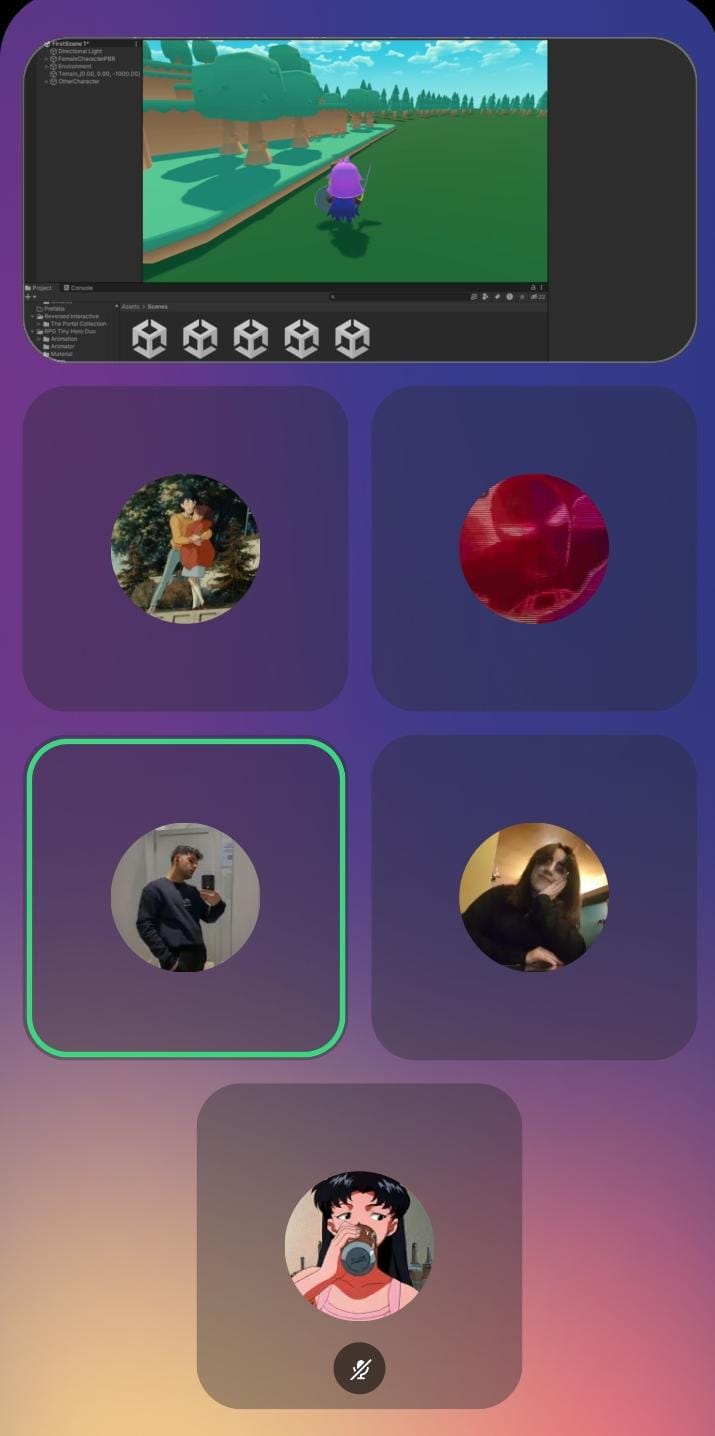 FirstScene 1*
Directional Light
FemaleCharacterPBR
Environment
Terrain_(0.00, 0.00, -1000.00)
OtherCharacter
Project
Console
22
Prefabs
Assets > Scenes
Reversed Interactive
The Portal Collection
RPG Tiny Hero Duo
Animation
Animator
Material